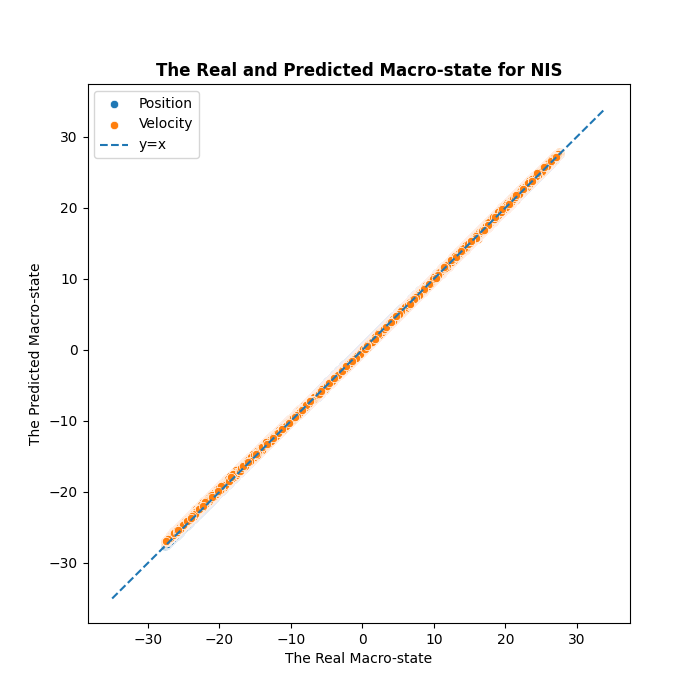 The Real and Predicted Macro-state for NIS
Position
Velocity
y=x
30
20
10
0
−10
−20
−30
The Predicted Macro-state
−30
−20
−10
0
10
20
30
The Real Macro-state